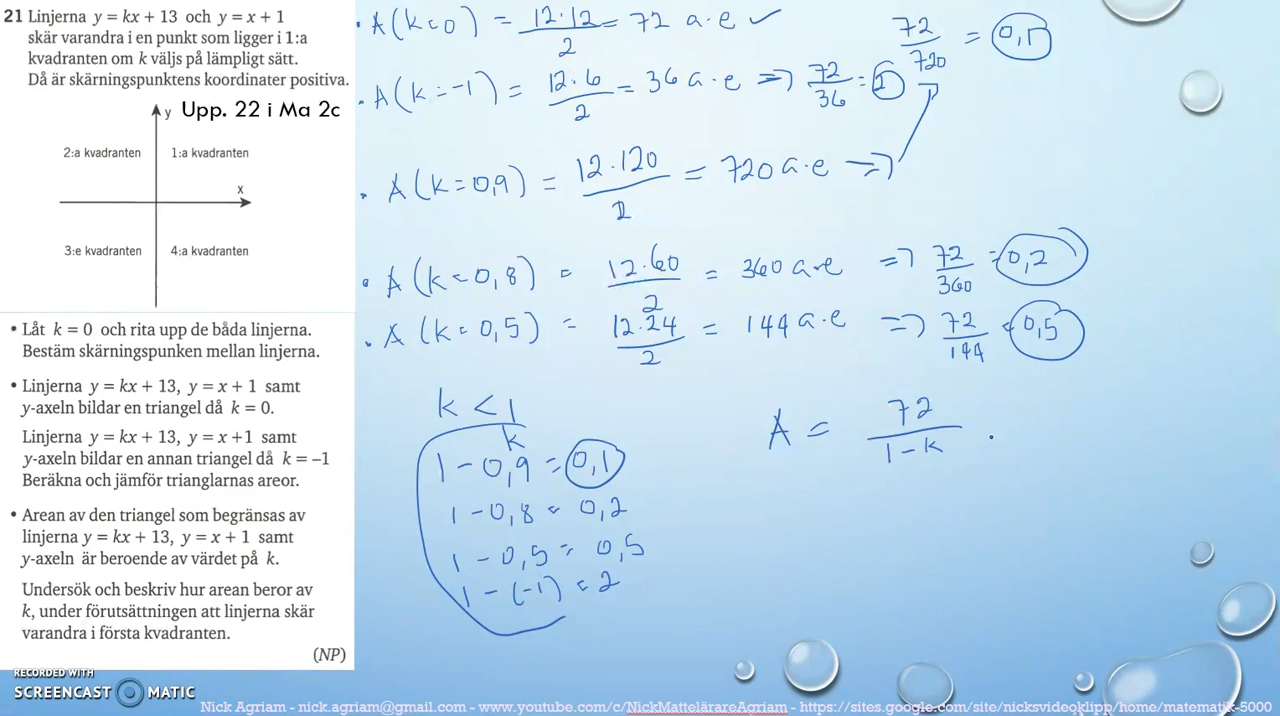 21 Linjerna y = kx + 13 och y = x + 1
skär varandra i en punkt som ligger i 1:a
kvadranten om k väljs på lämpligt sätt.
Då är skärningspunktens koordinater positiva.
y Upp. 22 i Ma 2c
2:a kvadranten 1:a kvadranten
x
3:e kvadranten 4:a kvadranten
• Låt k = 0 och rita upp de båda linjerna.
Bestäm skärningspunken mellan linjerna.
• Linjerna y = kx + 13, y = x + 1 samt
y-axeln bildar en triangel då k = 0.
Linjerna y = kx + 13, y = x +1 samt
y-axeln bildar en annan triangel då k = –1
Beräkna och jämför trianglarnas areor.
• Arean av den triangel som begränsas av
linjerna y = kx + 13, y = x + 1 samt
y-axeln är beroende av värdet på k.
Undersök och beskriv hur arean beror av
k, under förutsättningen att linjerna skär
varandra i första kvadranten.
(NP)
• A(k=0) = 12·12/2 = 72 a.e ✓
72/720 = 0,1
• A(k=-1) = 12·6/2 = 36 a.e => 72/36 = 2
• A(k=0,9) = 12·120/2 = 720 a.e =>
• A(k=0,8) = 12·60/2 = 360 a.e => 72/360 = 0,2
• A(k=0,5) = 12·24/2 = 144 a.e => 72/144 = 0,5
k < 1
k
1 - 0,9 = 0,1
1 - 0,8 = 0,2
1 - 0,5 = 0,5
1 - (-1) = 2
A = 72/1-k .
RECORDED WITH
SCREENCAST MATIC
Nick Agriam - nick.agriam@gmail.com - www.youtube.com/c/NickMattelärareAgriam - https://sites.google.com/site/nicksvideoklipp/home/matematik-5000